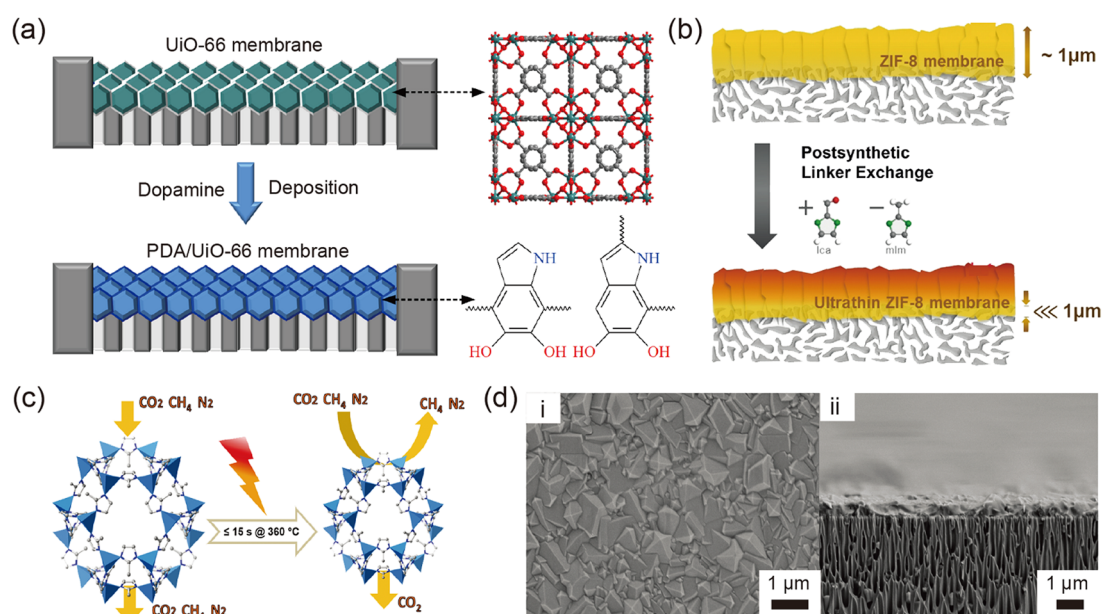 (a)
UiO-66 membrane
Dopamine Deposition
PDA/UiO-66 membrane
NH
NH
HO OH HO OH
(b)
ZIF-8 membrane
~ 1μm
Postsynthetic
Linker Exchange
+ −
Ica mIm
Ultrathin ZIF-8 membrane
<<< 1μm
(c)
CO2 CH4 N2
CO2 CH4 N2
CH4 N2
≤ 15 s @ 360 °C
CO2 CH4 N2
CO2
(d)
i
1 μm
ii
1 μm